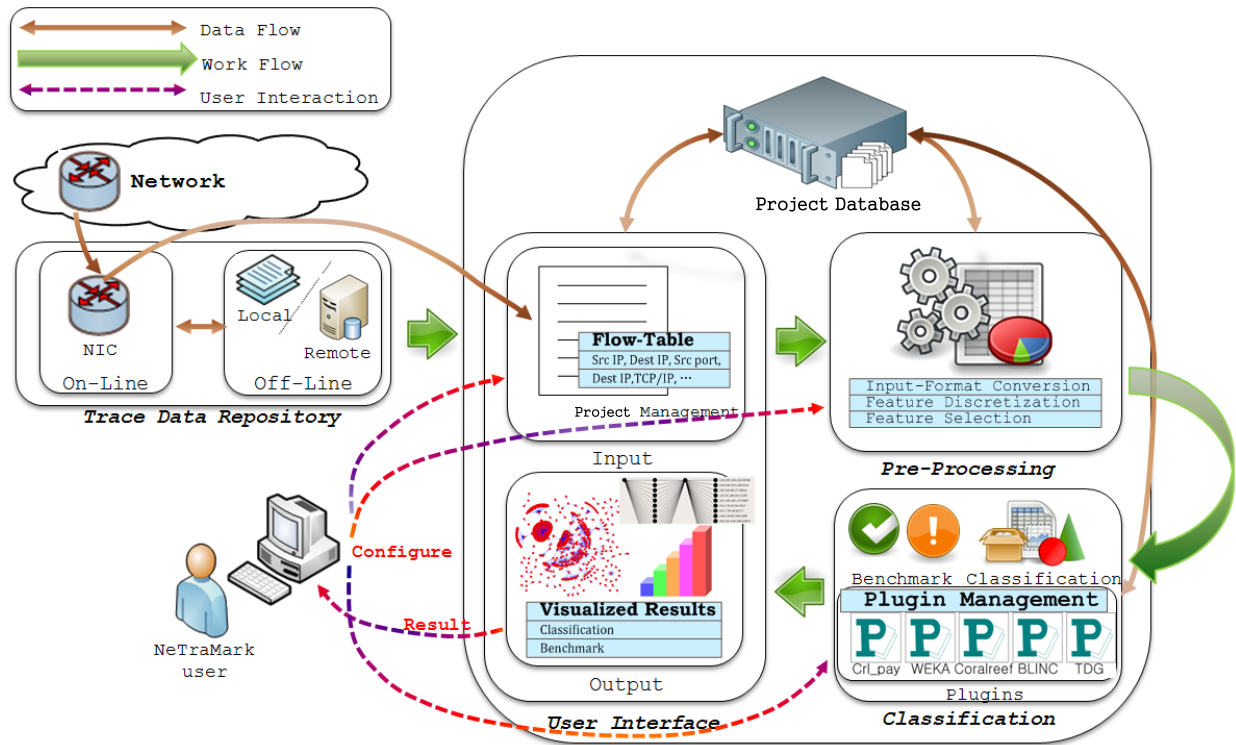 Data Flow
Work Flow
User Interaction
Network
NIC
On-Line
Local
Remote
Off-Line
Trace Data Repository
Project Database
Flow-Table
Src IP, Dest IP, Src port,
Dest IP,TCP/IP, ...
Project Management
Input
Input-Format Conversion
Feature Discretization
Feature Selection
Pre-Processing
Configure
Result
NeTraMark
user
Visualized Results
Classification
Benchmark
Output
User Interface
Benchmark
Classification
Plugin Management
P P P P P
Crl_pay WEKA Coralreef BLINC TDG
Plugins
Classification